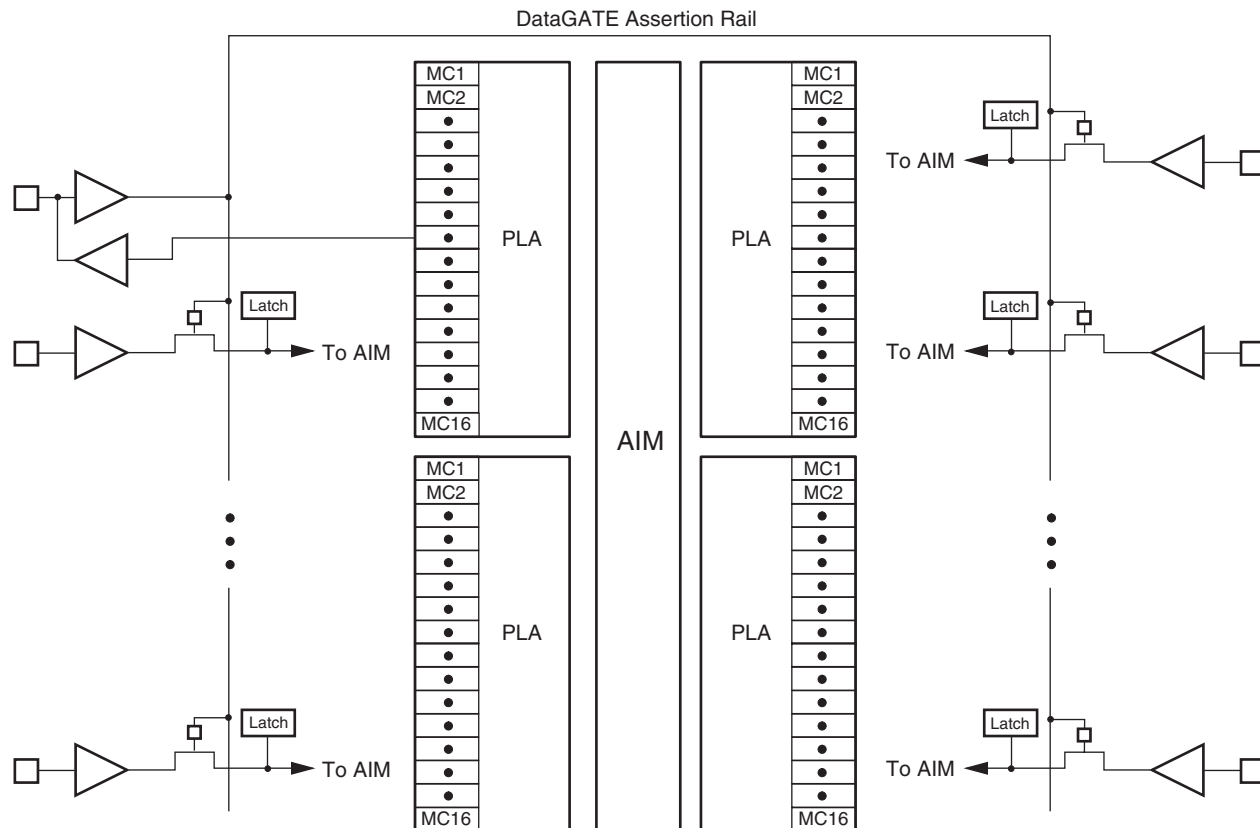 DataGATE Assertion Rail
MC1
MC2
PLA
MC16
MC1
MC2
PLA
MC16
AIM
MC1
MC2
PLA
MC16
MC1
MC2
PLA
MC16
Latch
To AIM
Latch
To AIM
Latch
To AIM
Latch
To AIM
Latch
To AIM